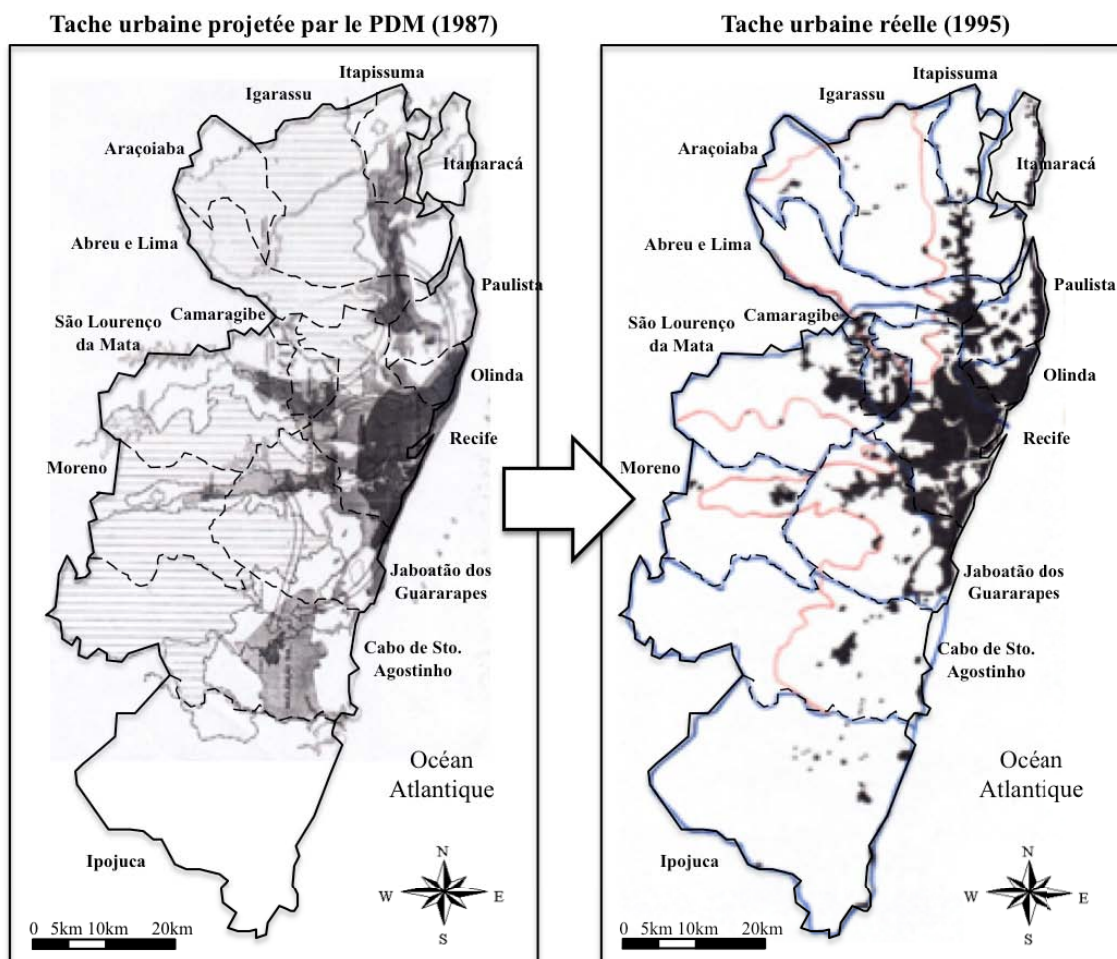 Tache urbaine projetée par le PDM (1987)
Itapissuma
Igarassu
Araçoiaba
Itamaracá
Abreu e Lima
Paulista
Camaragibe
São Lourenço
da Mata
Olinda
Recife
Moreno
Jaboatão dos
Guararapes
Cabo de Sto.
Agostinho
Océan
Atlantique
Ipojuca
N
W E
S
0 5km 10km 20km
Tache urbaine réelle (1995)
Itapissuma
Igarassu
Araçoiaba
Itamaracá
Abreu e Lima
Paulista
Camaragibe
São Lourenço
da Mata
Olinda
Recife
Moreno
Jaboatão dos
Guararapes
Cabo de Sto.
Agostinho
Océan
Atlantique
Ipojuca
N
W E
S
0 5km 10km 20km